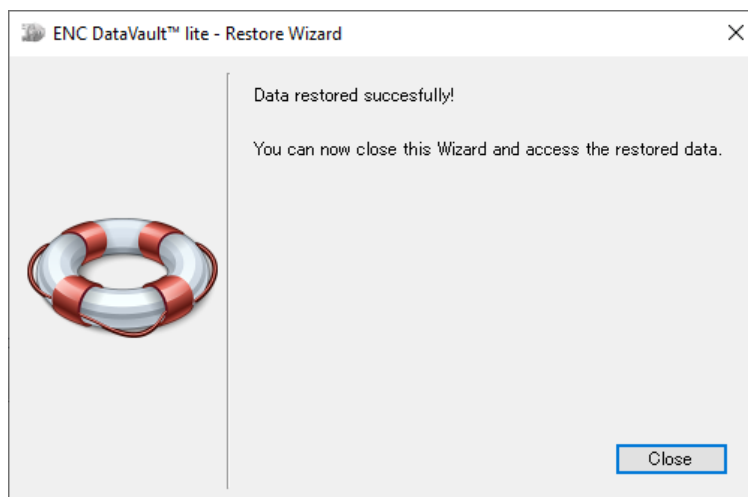 ENC DataVault™ lite - Restore Wizard
Data restored succesfully!
You can now close this Wizard and access the restored data.
Close